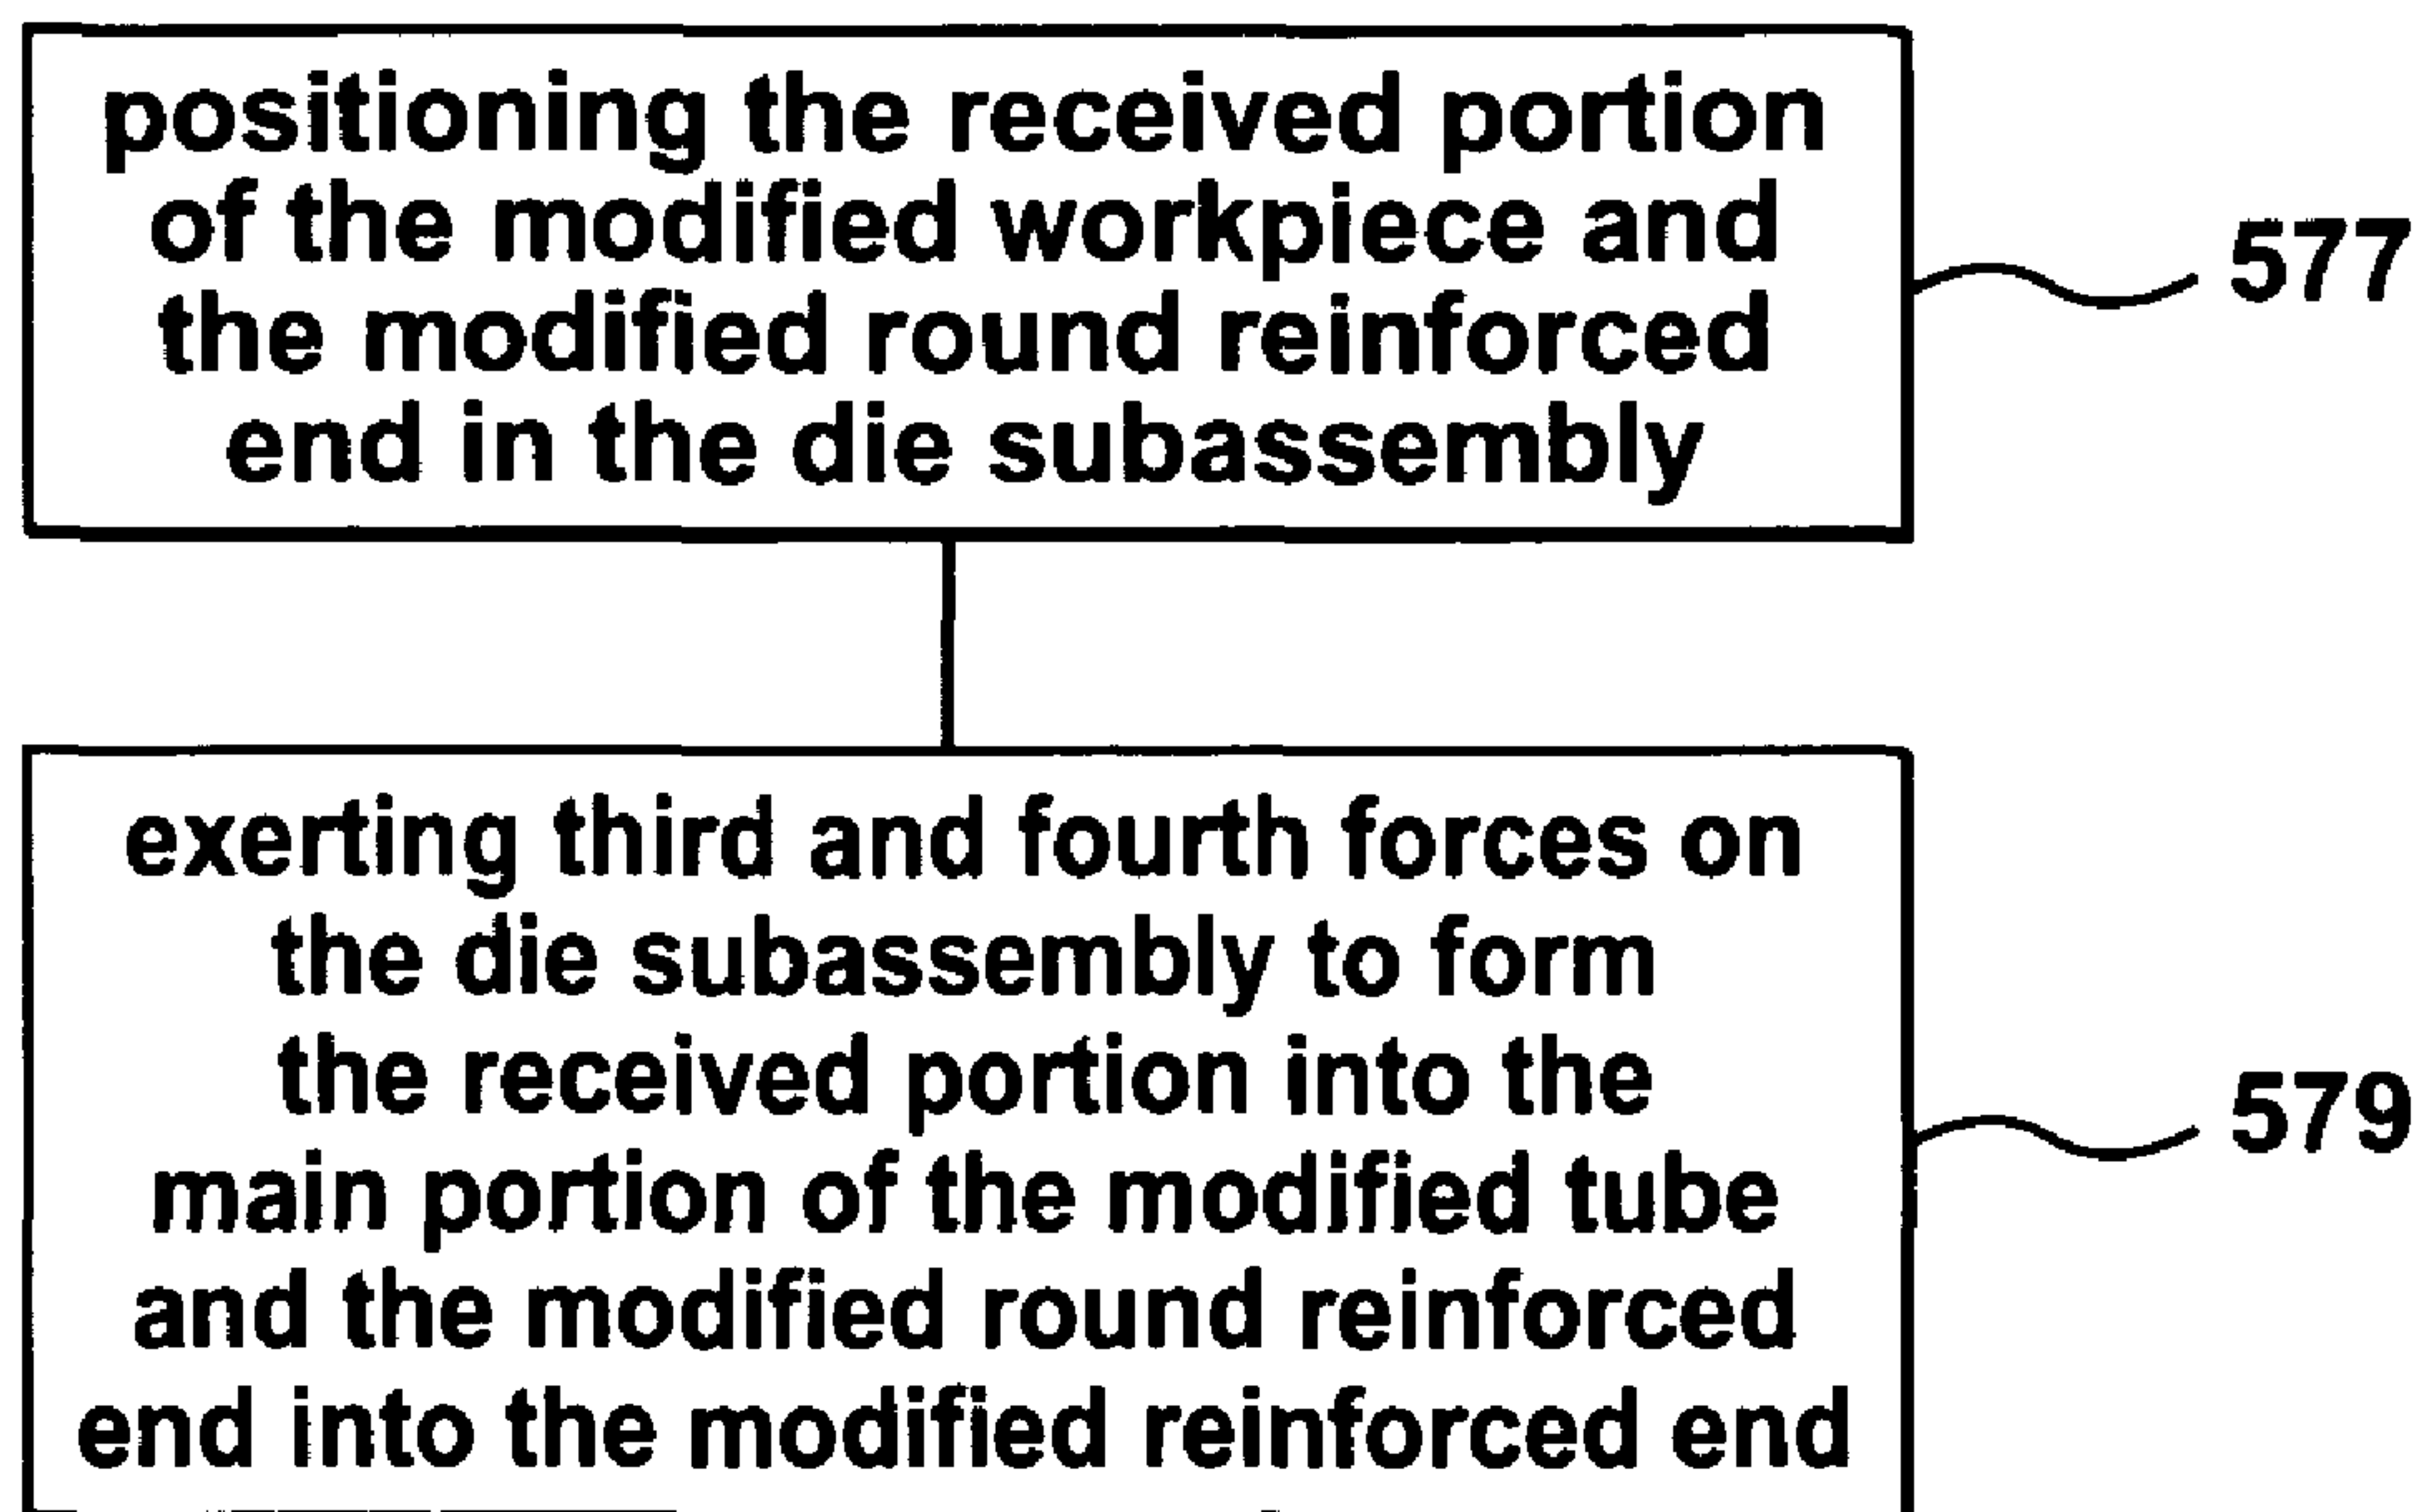 positioning the received portion
of the modified workpiece and
the modified round reinforced
end in the die subassembly
577
exerting third and fourth forces on
the die subassembly to form
the received portion into the
main portion of the modified tube
and the modified round reinforced
end into the modified reinforced end
579